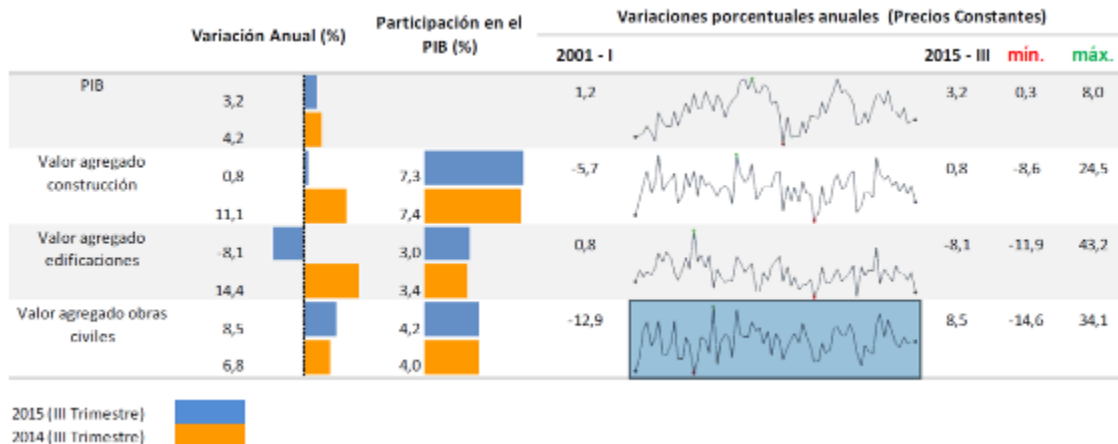 Variación Anual (%)
Participación en el
PIB (%)
Variaciones porcentuales anuales (Precios Constantes)
2001 - I
2015 - III
mín.
máx.
PIB
3,2
4,2
1,2
3,2
0,3
8,0
Valor agregado
construcción
0,8
11,1
7,3
7,4
-5,7
0,8
-8,6
24,5
Valor agregado
edificaciones
-8,1
14,4
3,0
3,4
0,8
-8,1
-11,9
43,2
Valor agregado obras
civiles
8,5
6,8
4,2
4,0
-12,9
8,5
-14,6
34,1
2015 (III Trimestre)
2014 (III Trimestre)